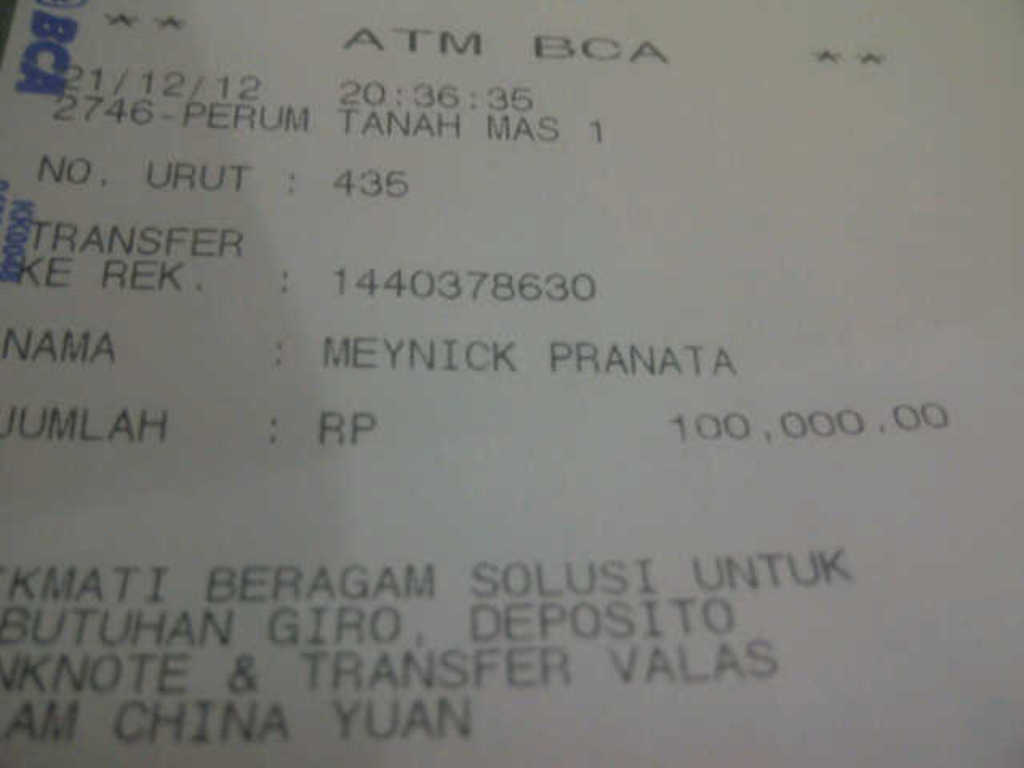 BCA
** ATM BCA **
21/12/12 20:36:35
2746-PERUM TANAH MAS 1
NO. URUT : 435
TRANSFER
KE REK. : 1440378630
NAMA : MEYNICK PRANATA
JUMLAH : RP 100,000.00
KMATI BERAGAM SOLUSI UNTUK
BUTUHAN GIRO, DEPOSITO
NKNOTE & TRANSFER VALAS
AM CHINA YUAN